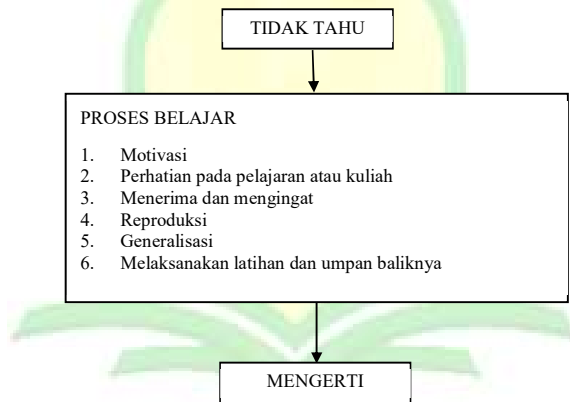 TIDAK TAHU
PROSES BELAJAR
1. Motivasi
2. Perhatian pada pelajaran atau kuliah
3. Menerima dan mengingat
4. Reproduksi
5. Generalisasi
6. Melaksanakan latihan dan umpan baliknya
MENGERTI